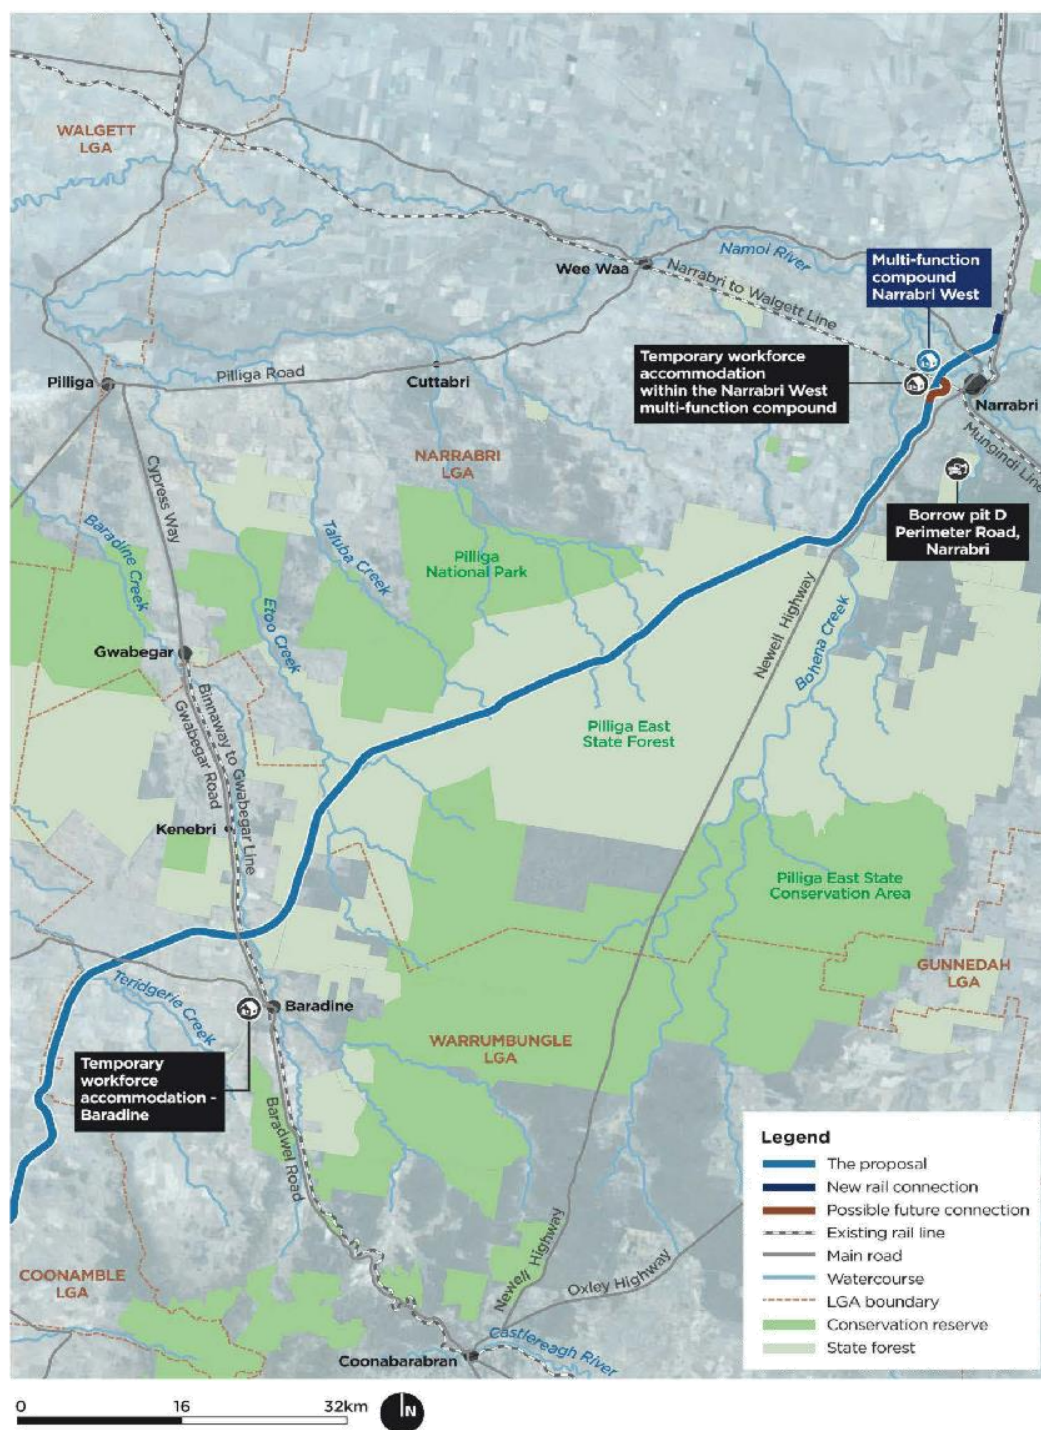 WALGETT
LGA
Namoi River
Wee Waa
Narrabri to Walgett Line
Multi-function
compound
Narrabri West
Temporary workforce
accommodation
within the Narrabri West
multi-function compound
Pilliga
Pilliga Road
Cuttabri
Narrabri
Mungindi Line
NARRABRI
LGA
Cypress Way
Baradine Creek
Etoo Creek
Taluba Creek
Borrow pit D
Perimeter Road,
Narrabri
Pilliga
National Park
Newell Highway
Bohena Creek
Gwabegar
Binnaway to Gwabegar Line
Gwabegar Road
Pilliga East
State Forest
Kenebri
Pilliga East State
Conservation Area
GUNNEDAH
LGA
Teridgerie Creek
Baradine
WARRUMBUNGLE
LGA
Temporary
workforce
accommodation -
Baradine
Baradwel Road
COONAMBLE
LGA
Newell Highway
Oxley Highway
Castlereagh River
Coonabarabran
Legend
The proposal
New rail connection
Possible future connection
Existing rail line
Main road
Watercourse
LGA boundary
Conservation reserve
State forest
0 16 32km
N